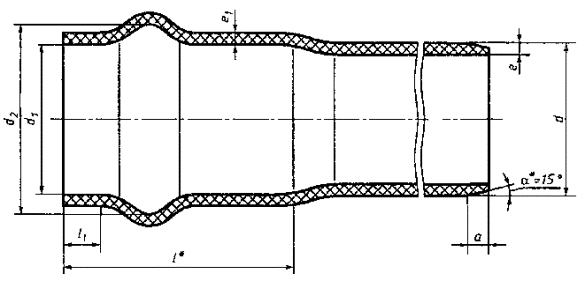 e₁
d₂
d₁
e
d
α*=15°
l₁
a
l*